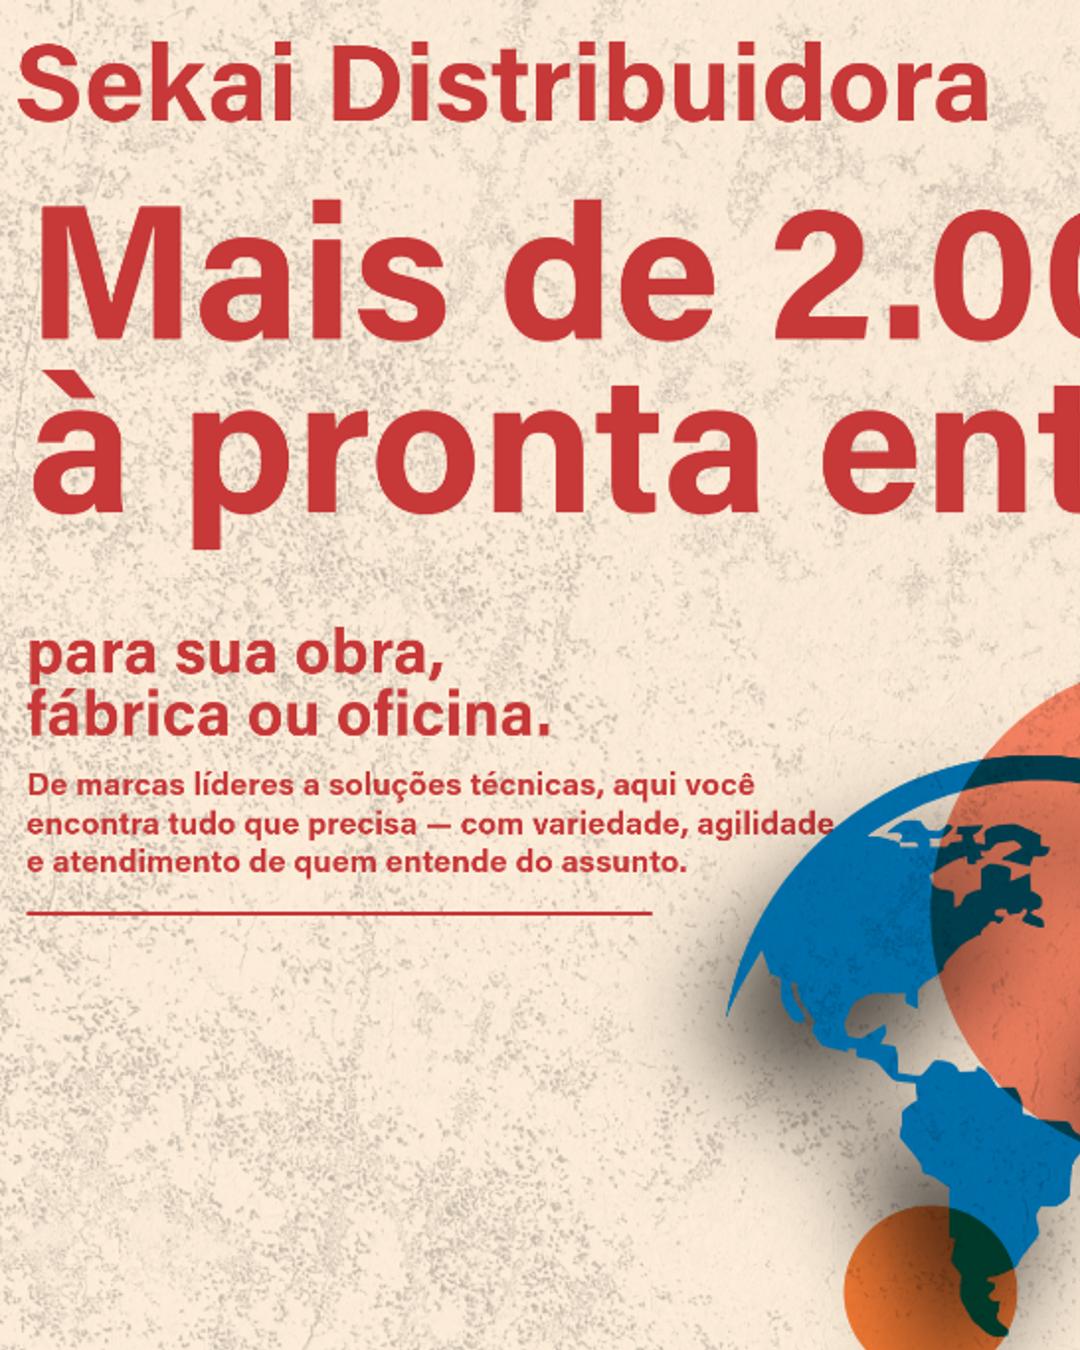 Sekai Distribuidora
Mais de 2.00
à pronta ent
para sua obra,
fábrica ou oficina.
De marcas líderes a soluções técnicas, aqui você
encontra tudo que precisa — com variedade, agilidade
e atendimento de quem entende do assunto.